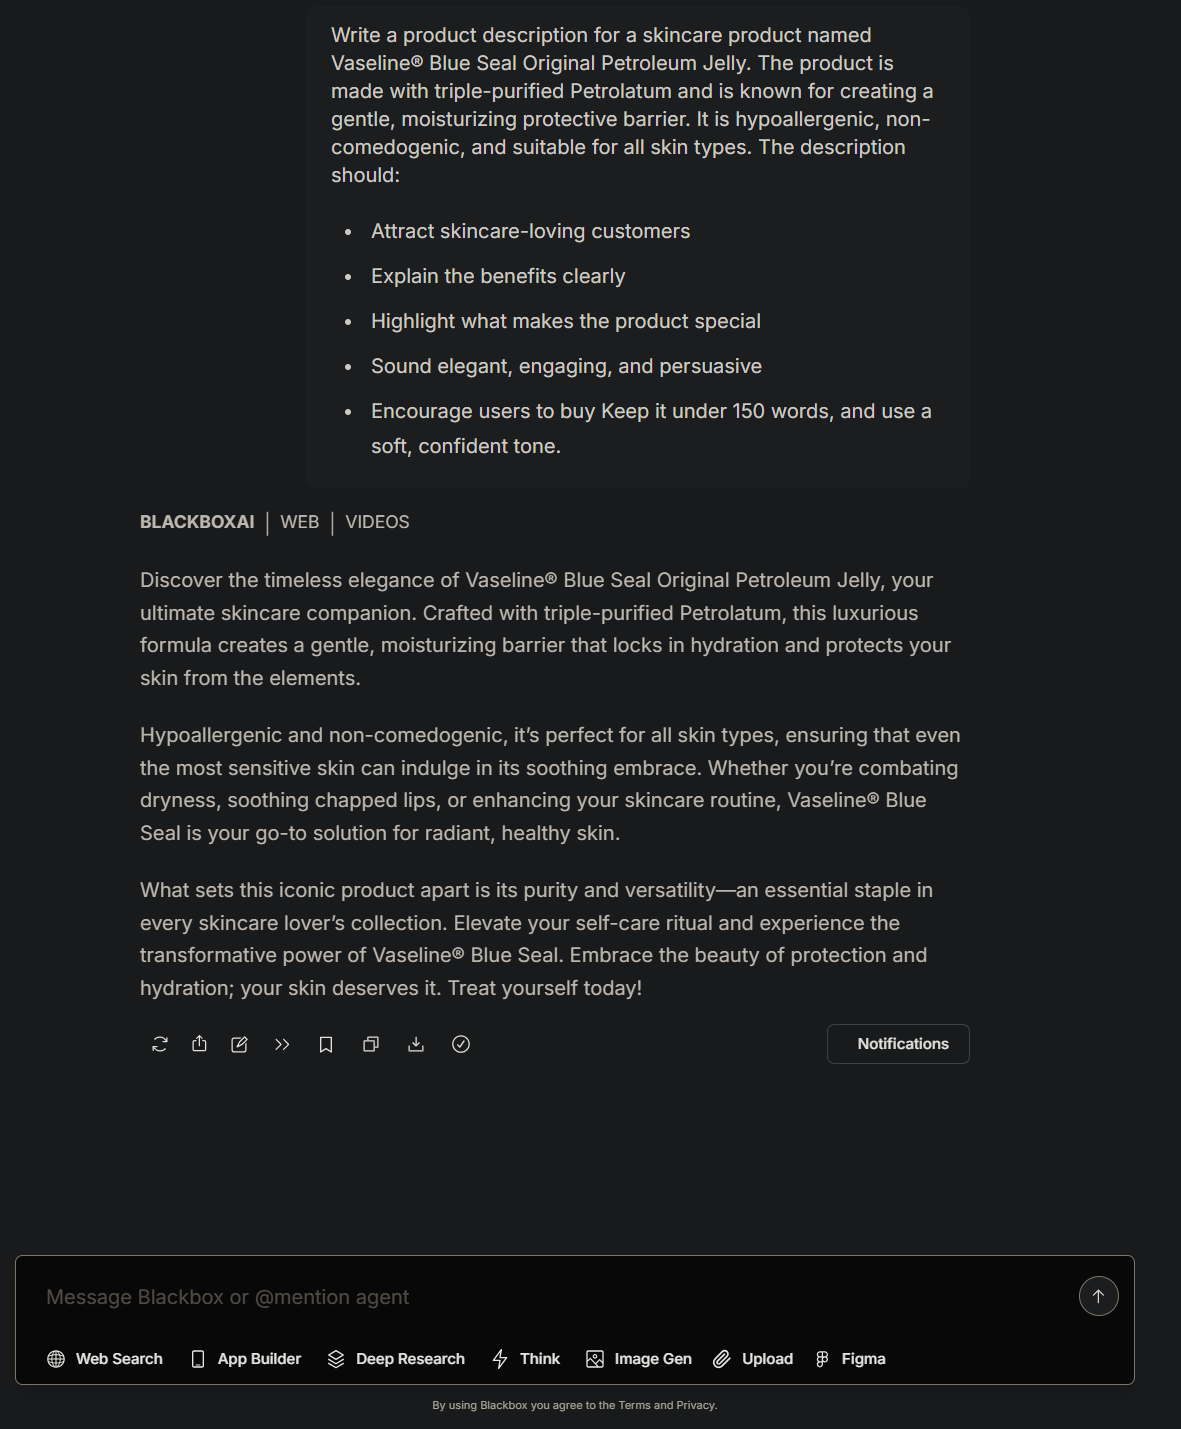 Write a product description for a skincare product named
Vaseline® Blue Seal Original Petroleum Jelly. The product is
made with triple-purified Petrolatum and is known for creating a
gentle, moisturizing protective barrier. It is hypoallergenic, non-
comedogenic, and suitable for all skin types. The description
should:
• Attract skincare-loving customers
• Explain the benefits clearly
• Highlight what makes the product special
• Sound elegant, engaging, and persuasive
• Encourage users to buy Keep it under 150 words, and use a
soft, confident tone.
BLACKBOXAI | WEB | VIDEOS
Discover the timeless elegance of Vaseline® Blue Seal Original Petroleum Jelly, your
ultimate skincare companion. Crafted with triple-purified Petrolatum, this luxurious
formula creates a gentle, moisturizing barrier that locks in hydration and protects your
skin from the elements.
Hypoallergenic and non-comedogenic, it’s perfect for all skin types, ensuring that even
the most sensitive skin can indulge in its soothing embrace. Whether you’re combating
dryness, soothing chapped lips, or enhancing your skincare routine, Vaseline® Blue
Seal is your go-to solution for radiant, healthy skin.
What sets this iconic product apart is its purity and versatility—an essential staple in
every skincare lover’s collection. Elevate your self-care ritual and experience the
transformative power of Vaseline® Blue Seal. Embrace the beauty of protection and
hydration; your skin deserves it. Treat yourself today!
Notifications
Message Blackbox or @mention agent
Web Search App Builder Deep Research Think Image Gen Upload Figma
By using Blackbox you agree to the Terms and Privacy.